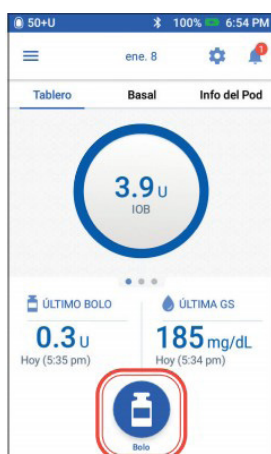 50+U 100% 6:54 PM
ene. 8
1
Tablero Basal Info del Pod
3.9 U
IOB
ÚLTIMO BOLO ÚLTIMA GS
0.3 U 185 mg/dL
Hoy (5:35 pm) Hoy (5:34 pm)
Bolo